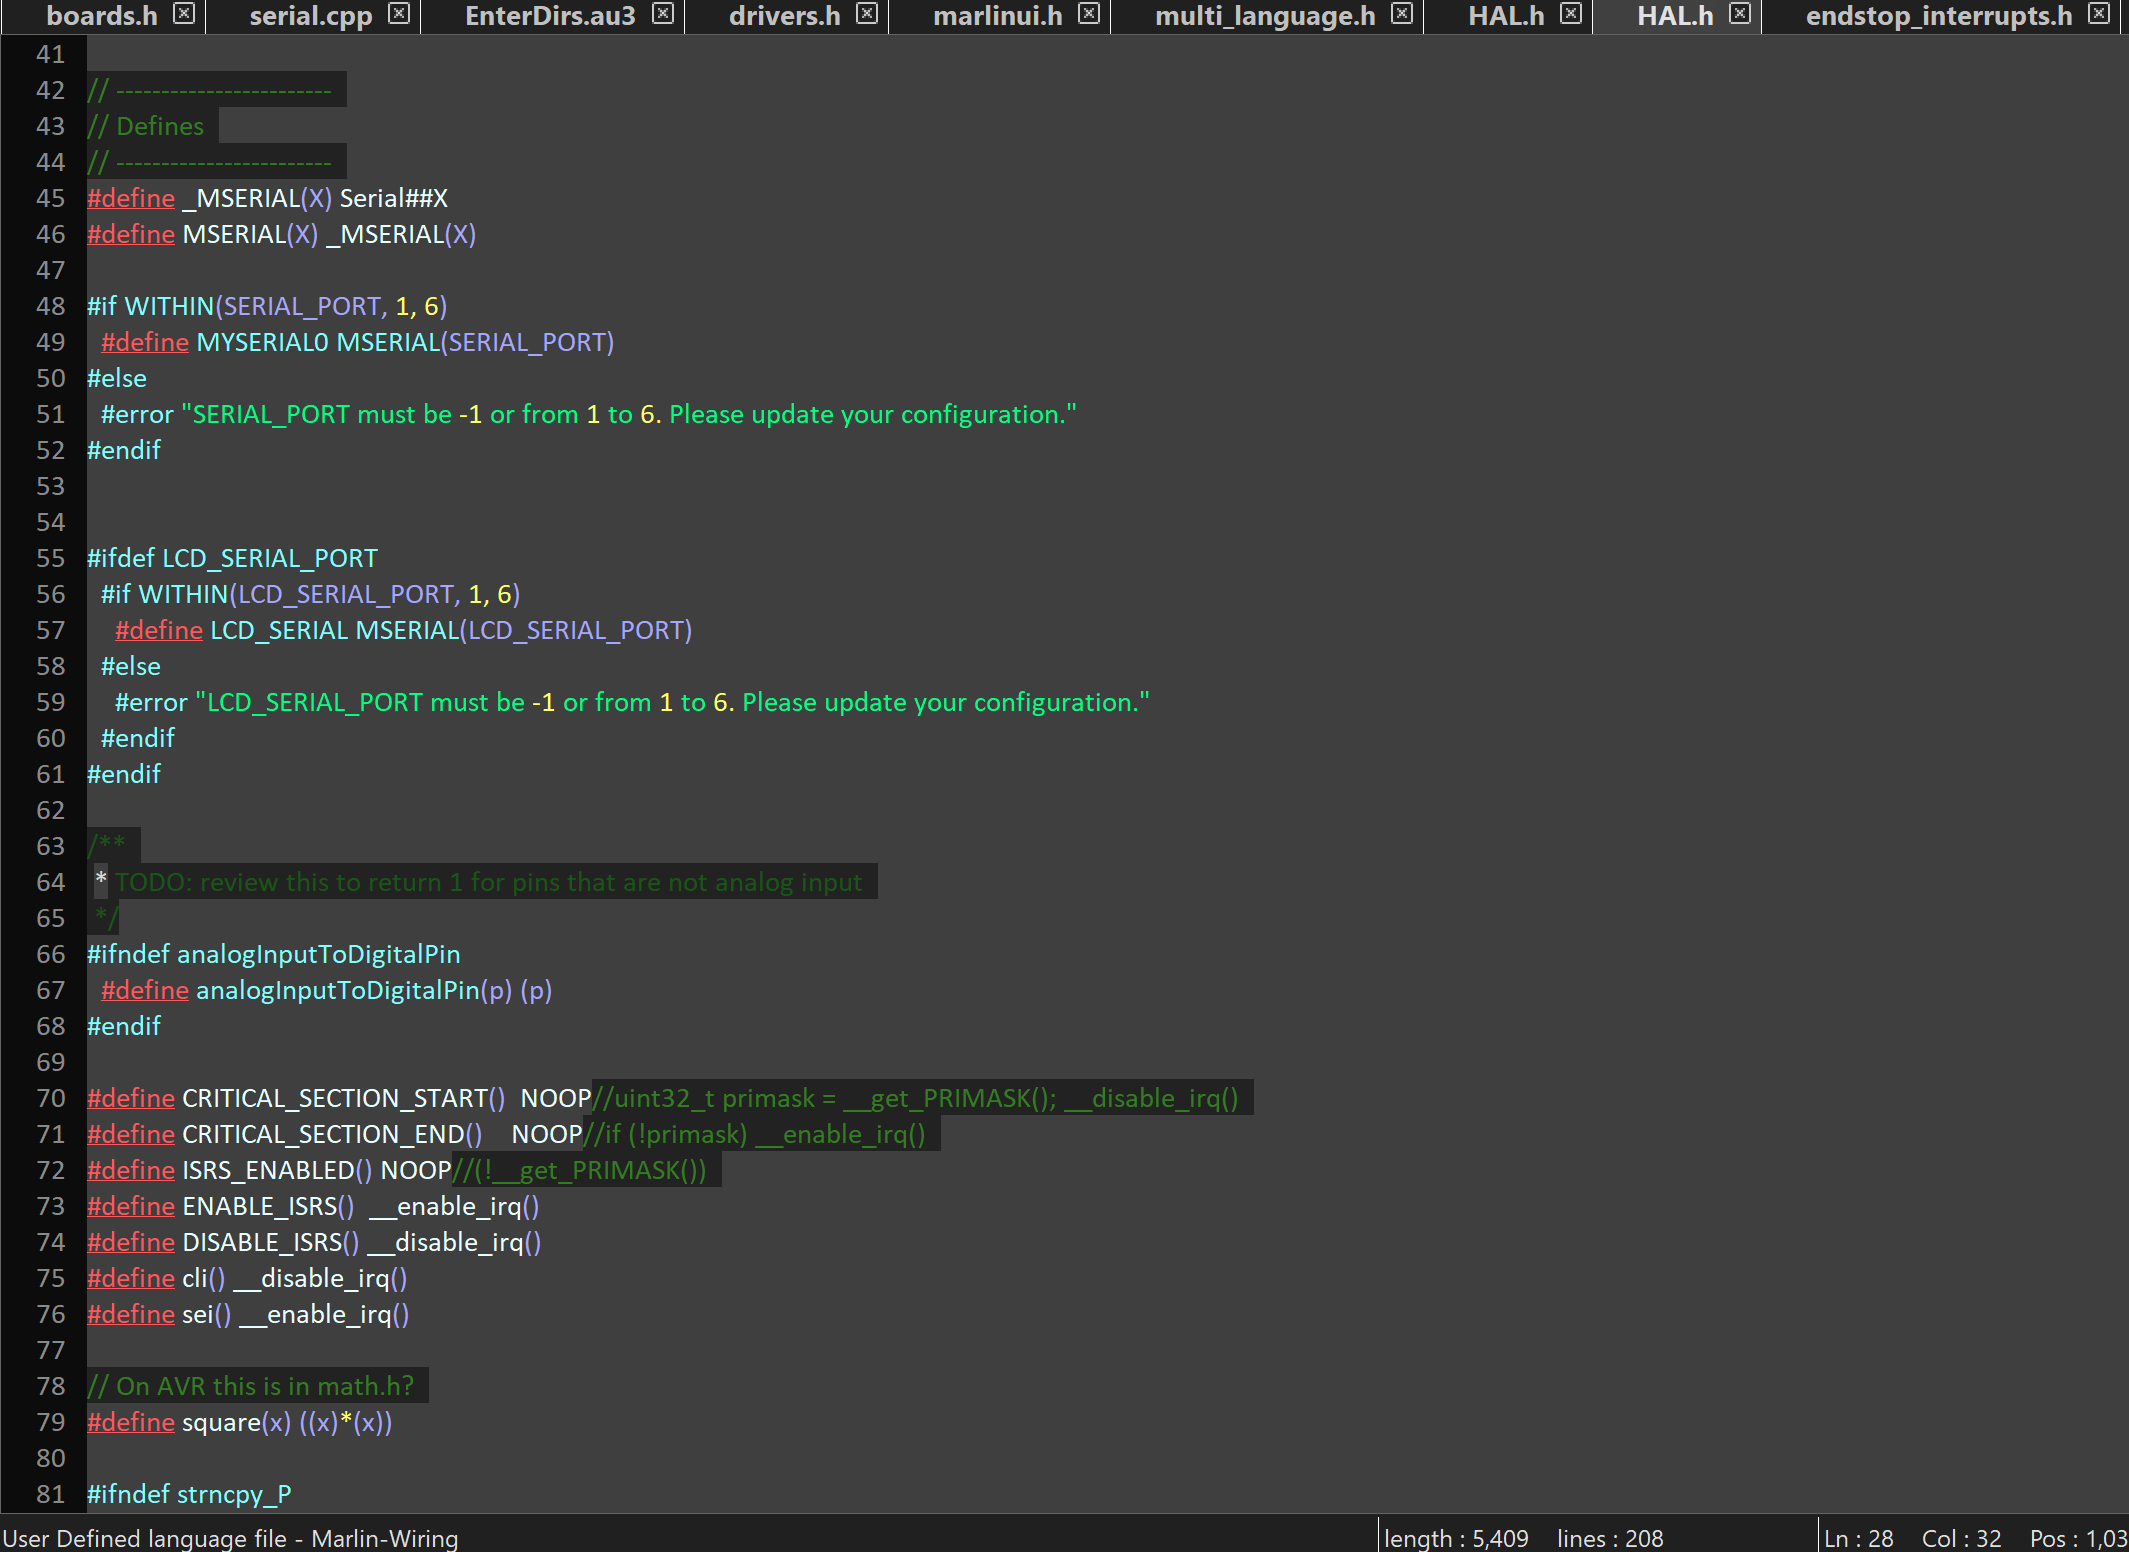 boards.h serial.cpp EnterDirs.au3 drivers.h marlinui.h multi_language.h HAL.h HAL.h endstop_interrupts.h
41
42 // ------------------------
43 // Defines
44 // ------------------------
45 #define _MSERIAL(X) Serial##X
46 #define MSERIAL(X) _MSERIAL(X)
47
48 #if WITHIN(SERIAL_PORT, 1, 6)
49   #define MYSERIAL0 MSERIAL(SERIAL_PORT)
50 #else
51   #error "SERIAL_PORT must be -1 or from 1 to 6. Please update your configuration."
52 #endif
53
54
55 #ifdef LCD_SERIAL_PORT
56   #if WITHIN(LCD_SERIAL_PORT, 1, 6)
57     #define LCD_SERIAL MSERIAL(LCD_SERIAL_PORT)
58   #else
59     #error "LCD_SERIAL_PORT must be -1 or from 1 to 6. Please update your configuration."
60   #endif
61 #endif
62
63 /**
64  * TODO: review this to return 1 for pins that are not analog input
65  */
66 #ifndef analogInputToDigitalPin
67   #define analogInputToDigitalPin(p) (p)
68 #endif
69
70 #define CRITICAL_SECTION_START()  NOOP//uint32_t primask = __get_PRIMASK(); __disable_irq()
71 #define CRITICAL_SECTION_END()    NOOP//if (!primask) __enable_irq()
72 #define ISRS_ENABLED() NOOP//(!__get_PRIMASK())
73 #define ENABLE_ISRS()  __enable_irq()
74 #define DISABLE_ISRS() __disable_irq()
75 #define cli() __disable_irq()
76 #define sei() __enable_irq()
77
78 // On AVR this is in math.h?
79 #define square(x) ((x)*(x))
80
81 #ifndef strncpy_P
User Defined language file - Marlin-Wiring length : 5,409 lines : 208 Ln : 28 Col : 32 Pos : 1,03